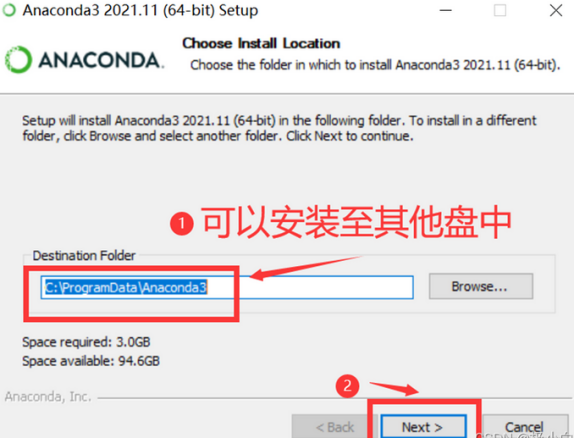 Anaconda3 2021.11 (64-bit) Setup
Choose Install Location
ANACONDA.
Choose the folder in which to install Anaconda3 2021.11 (64-bit).
Setup will install Anaconda3 2021.11 (64-bit) in the following folder. To install in a different
folder, click Browse and select another folder. Click Next to continue.
1 可以安装至其他盘中
Destination Folder
C:\ProgramData\Anaconda3
Browse...
Space required: 3.0GB
Space available: 94.6GB
2
Anaconda, Inc.
< Back
Next >
Cancel